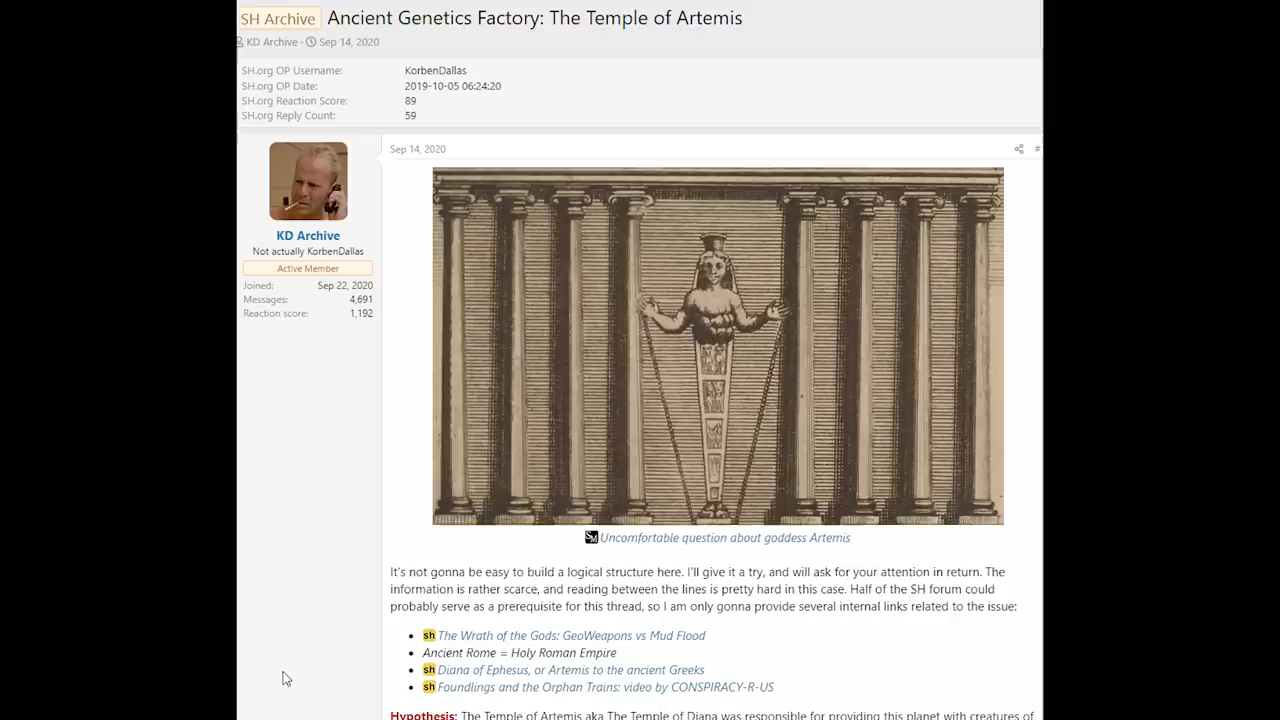 SH Archive Ancient Genetics Factory: The Temple of Artemis
KD Archive · Sep 14, 2020
SH.org OP Username: KorbenDallas
SH.org OP Date: 2019-10-05 06:24:20
SH.org Reaction Score: 89
SH.org Reply Count: 59
Sep 14, 2020 #
KD Archive
Not actually KorbenDallas
Active Member
Joined: Sep 22, 2020
Messages: 4,691
Reaction score: 1,192
SM Uncomfortable question about goddess Artemis
It's not gonna be easy to build a logical structure here. I'll give it a try, and will ask for your attention in return. The
information is rather scarce, and reading between the lines is pretty hard in this case. Half of the SH forum could
probably serve as a prerequisite for this thread, so I am only gonna provide several internal links related to the issue:
• sh The Wrath of the Gods: GeoWeapons vs Mud Flood
• Ancient Rome = Holy Roman Empire
• sh Diana of Ephesus, or Artemis to the ancient Greeks
• sh Foundlings and the Orphan Trains: video by CONSPIRACY-R-US
Hypothesis: The Temple of Artemis aka The Temple of Diana was responsible for providing this planet with creatures of